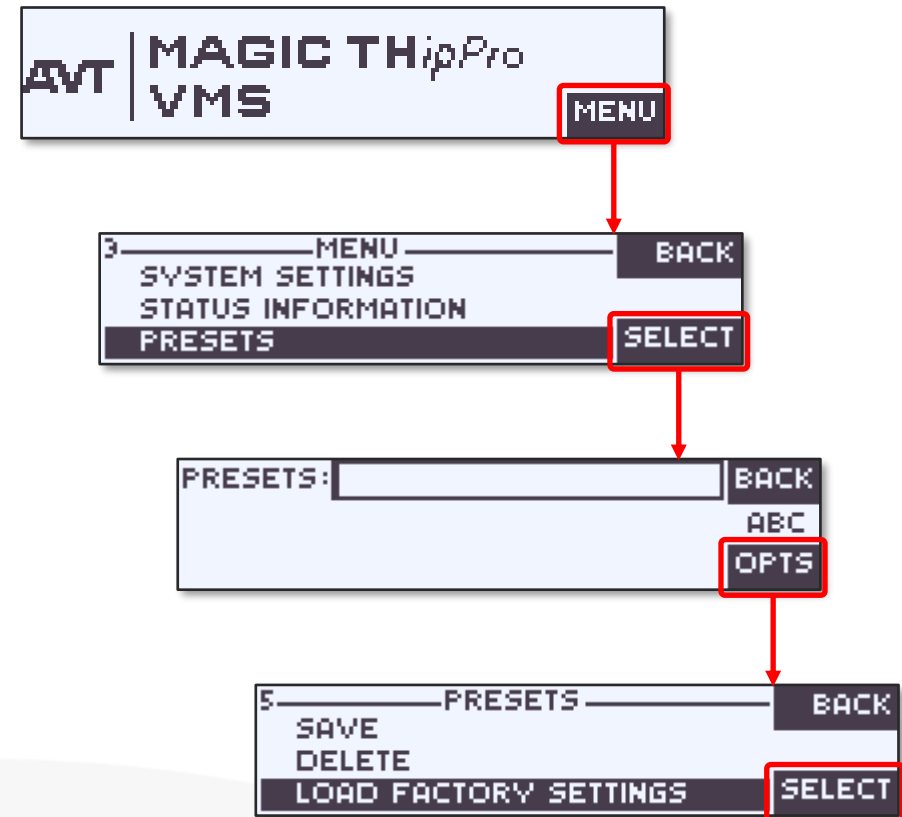 AVT MAGIC THipPro
VMS
MENU
3 MENU BACK
SYSTEM SETTINGS
STATUS INFORMATION
PRESETS SELECT
PRESETS: BACK
ABC
OPTS
5 PRESETS BACK
SAVE
DELETE
LOAD FACTORY SETTINGS SELECT